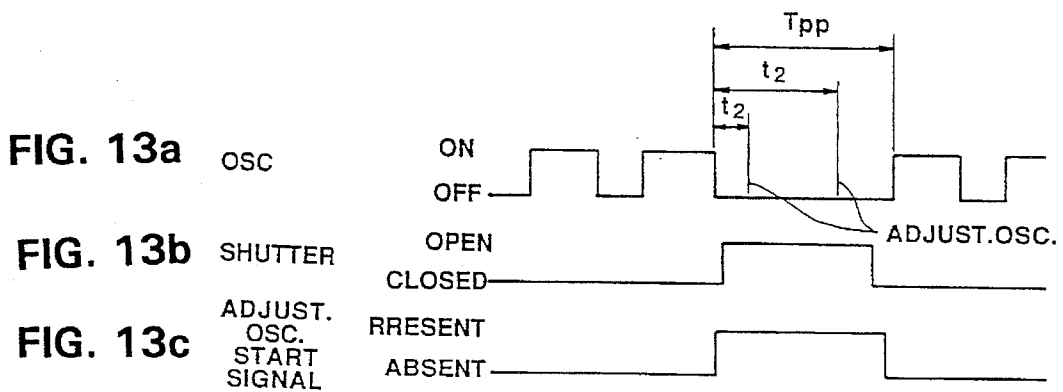 Tpp
t2
t2
FIG. 13a OSC ON
OFF
ADJUST.OSC.
FIG. 13b SHUTTER OPEN
CLOSED
FIG. 13c ADJUST.
OSC.
START
SIGNAL
RRESENT
ABSENT